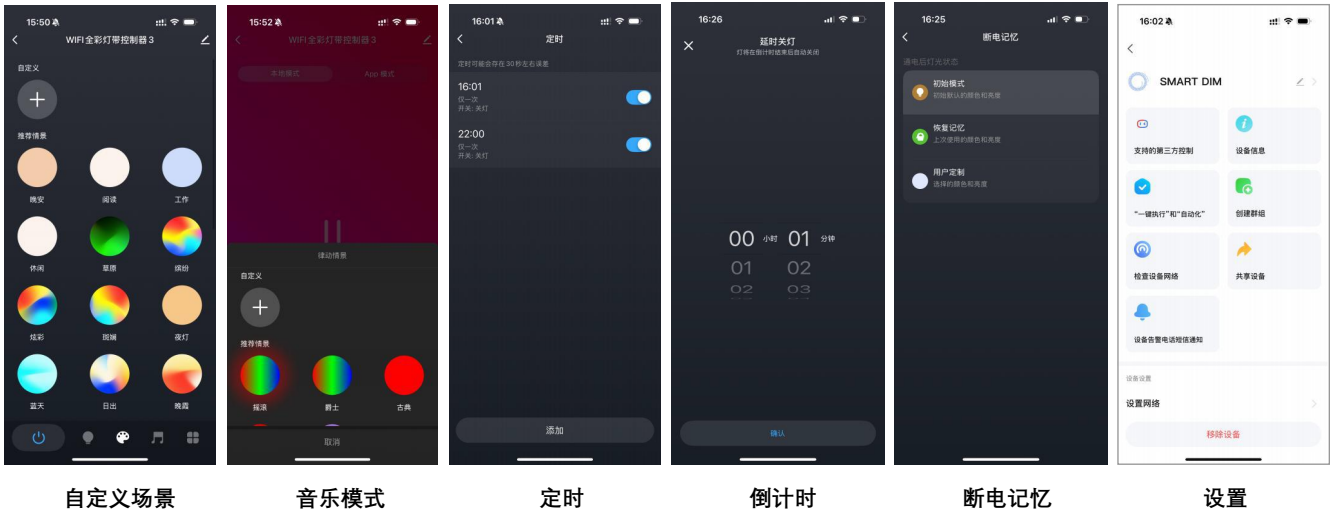 15:50
WIFI全彩灯带控制器3
自定义
推荐情景
晚安
阅读
工作
休闲
草原
缤纷
炫彩
斑斓
夜灯
蓝天
日出
晚霞
自定义场景
15:52
WIFI全彩灯带控制器3
本地模式
App 模式
律动情景
自定义
推荐情景
摇滚
爵士
古典
取消
音乐模式
16:01
定时
定时可能会存在30秒左右误差
16:01
仅一次
开关: 关灯
22:00
仅一次
开关: 关灯
添加
定时
16:26
延时关灯
灯将在倒计时结束后自动关闭
00 小时 01 分钟
01 02
02 03
确认
倒计时
16:25
断电记忆
通电后灯光状态
初始模式
初始默认的颜色和亮度
恢复记忆
上次使用的颜色和亮度
用户定制
选择的颜色和亮度
断电记忆
16:02
SMART DIM
支持的第三方控制
设备信息
“一键执行”和“自动化”
创建群组
检查设备网络
共享设备
设备告警电话短信通知
设备设置
设置网络
移除设备
设置